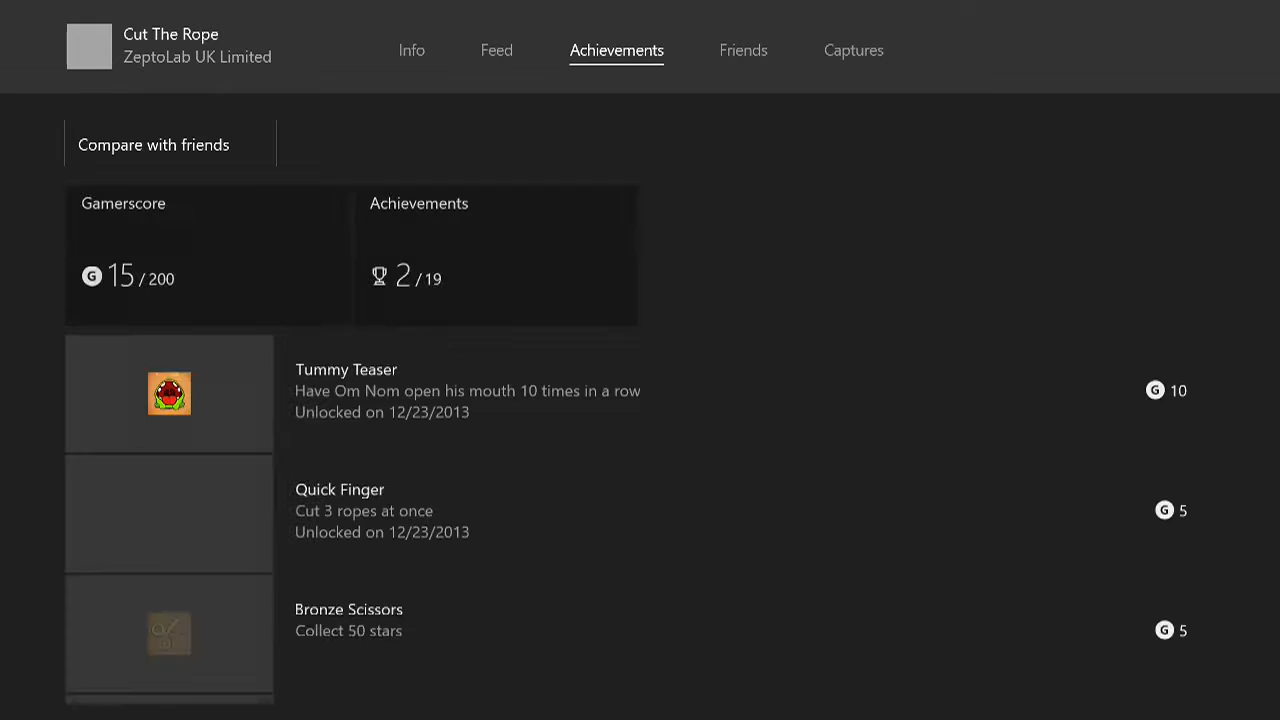 Cut The Rope
ZeptoLab UK Limited
Info Feed Achievements Friends Captures
Compare with friends
Gamerscore
G 15 / 200
Achievements
2 / 19
Tummy Teaser
Have Om Nom open his mouth 10 times in a row
Unlocked on 12/23/2013
G 10
Quick Finger
Cut 3 ropes at once
Unlocked on 12/23/2013
G 5
Bronze Scissors
Collect 50 stars
G 5